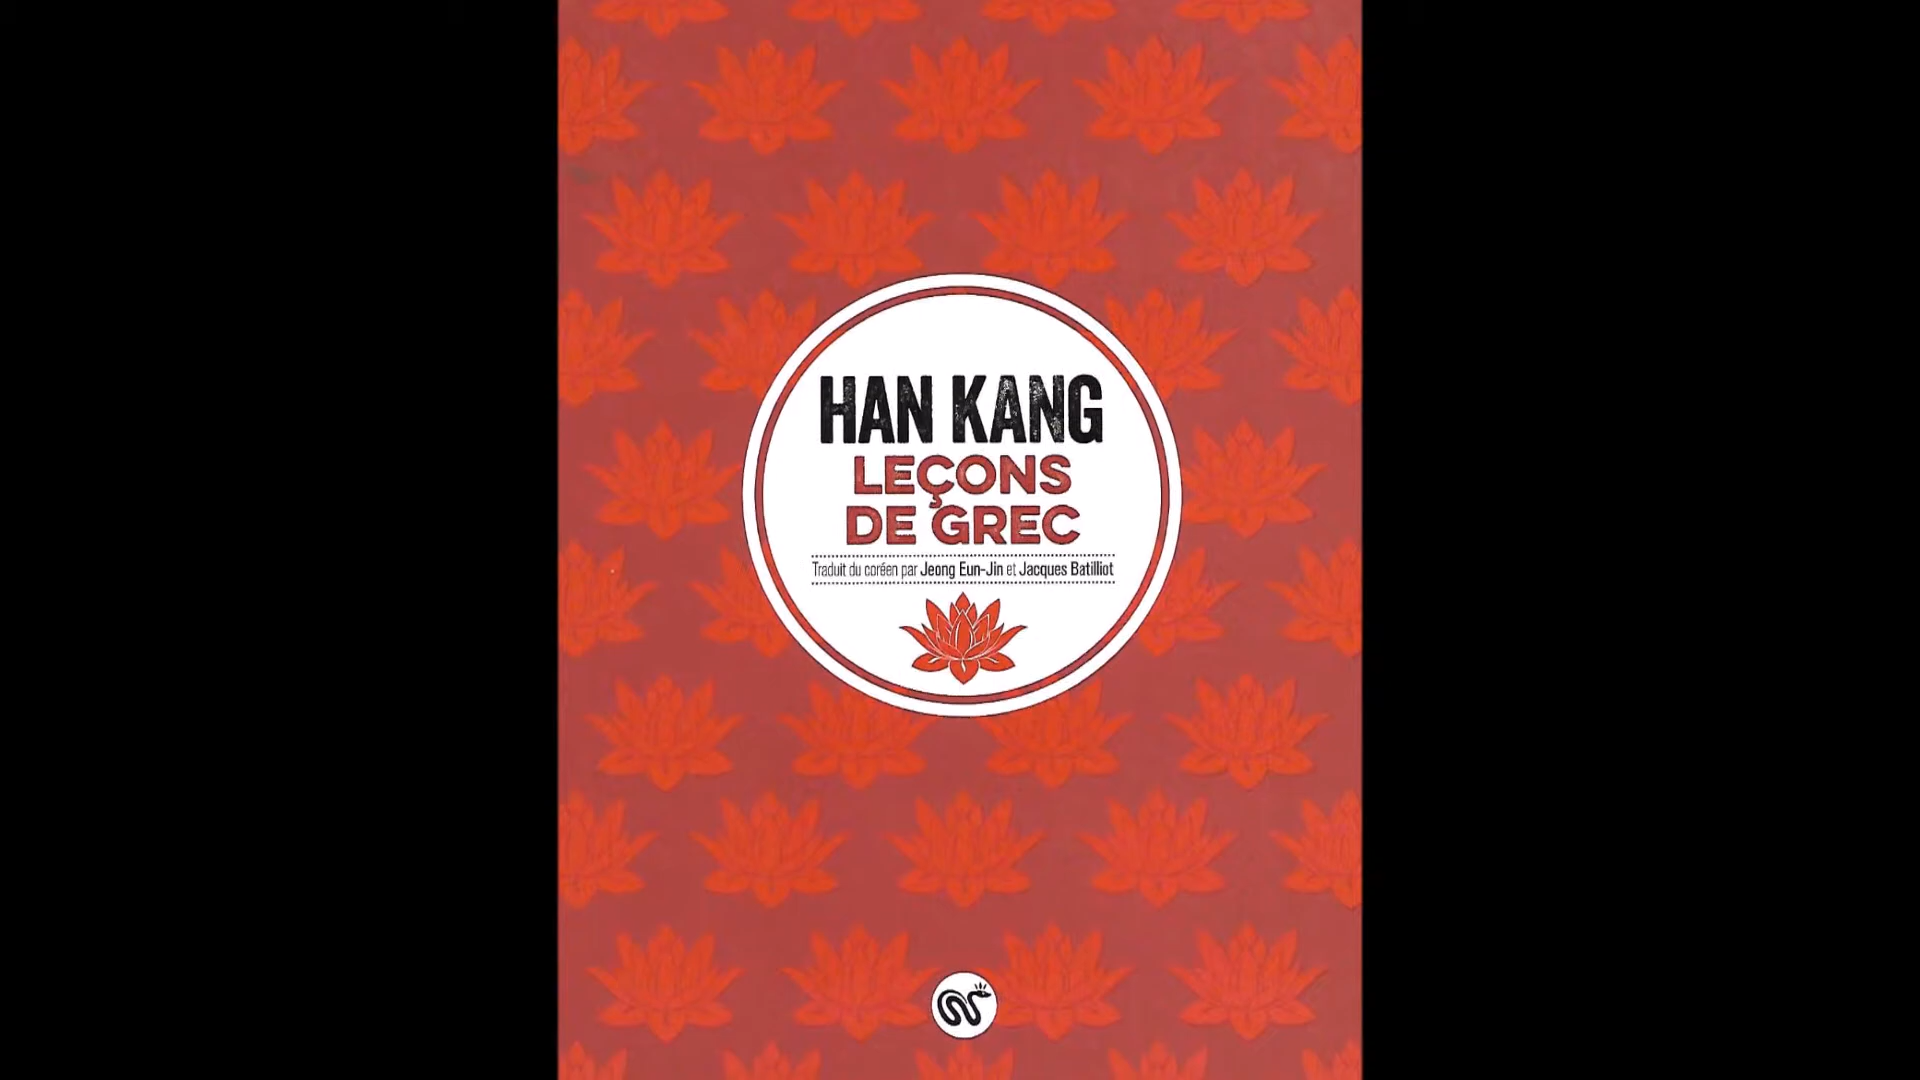 HAN KANG
LEÇONS
DE GREC
Traduit du coréen par Jeong Eun-Jin et Jacques Batilliot